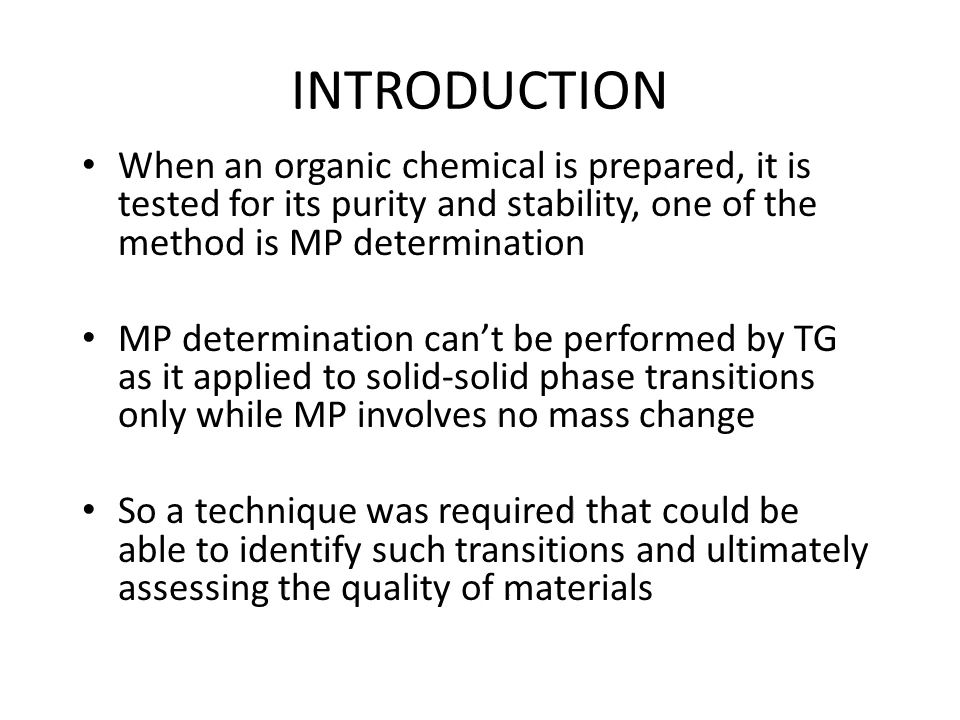 INTRODUCTION
• When an organic chemical is prepared, it is
tested for its purity and stability, one of the
method is MP determination
• MP determination can’t be performed by TG
as it applied to solid-solid phase transitions
only while MP involves no mass change
• So a technique was required that could be
able to identify such transitions and ultimately
assessing the quality of materials